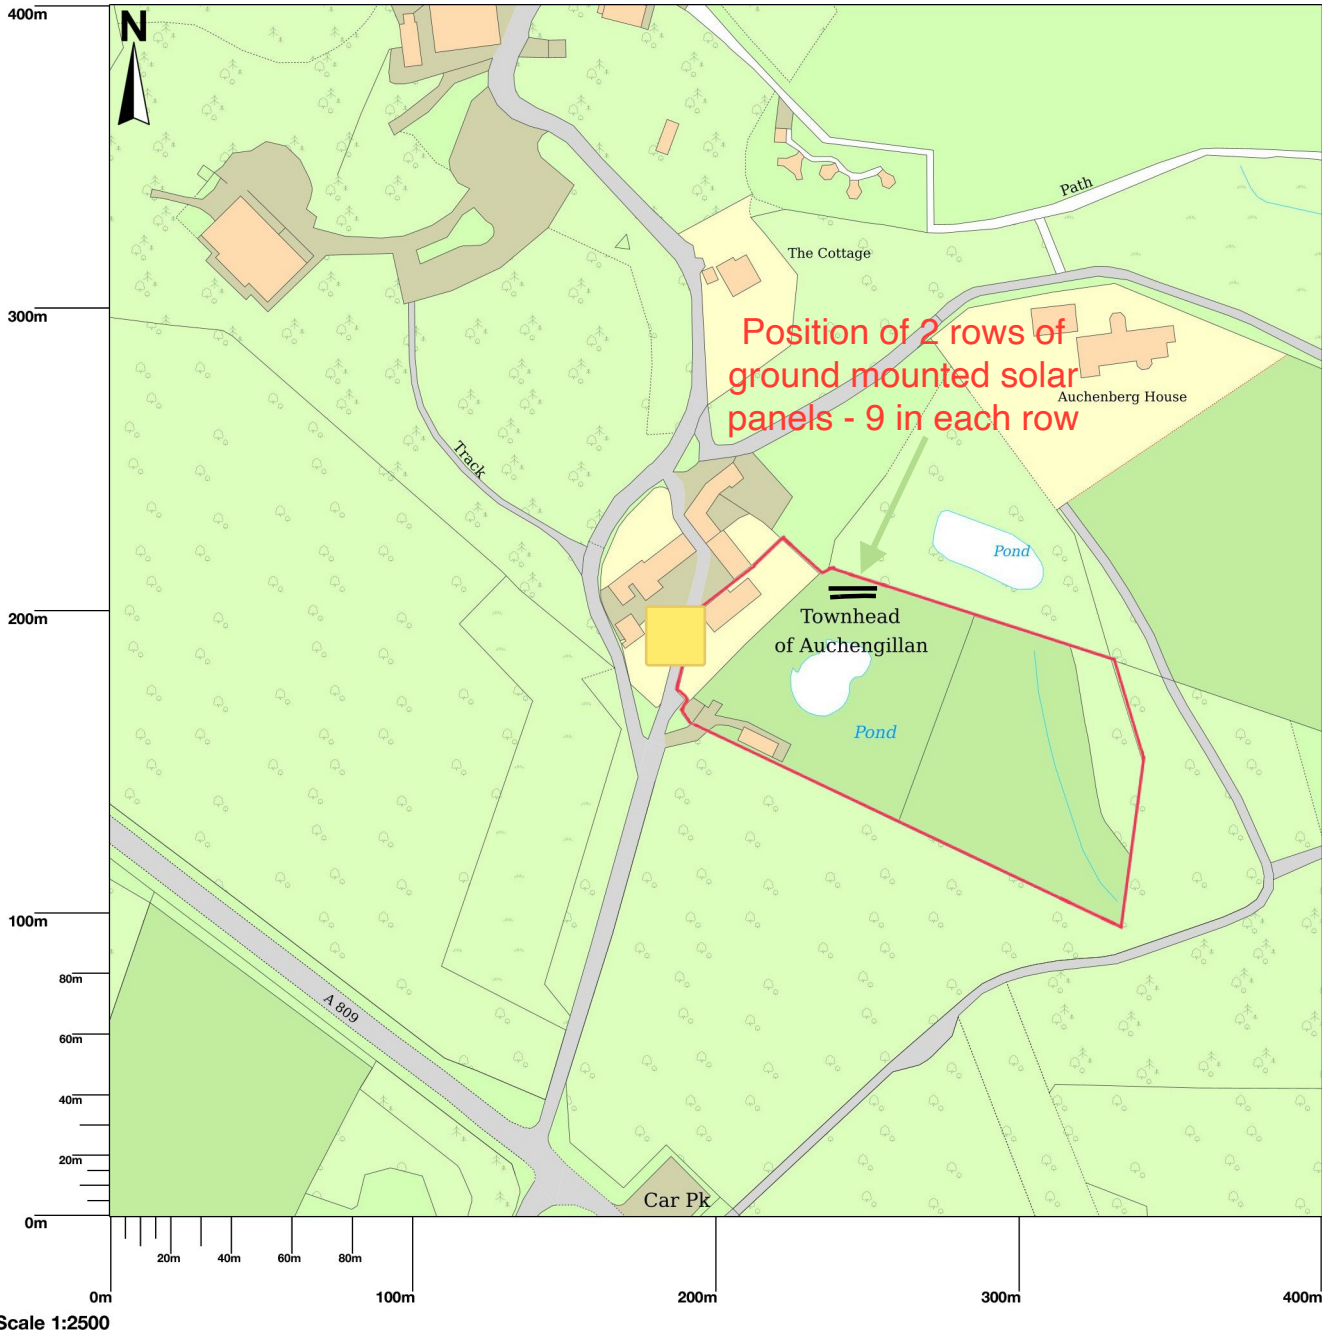 400m
N
Path
The Cottage
300m
Position of 2 rows of
ground mounted solar
panels - 9 in each row
Auchenberg House
Track
Pond
200m
Townhead
of Auchengillan
Pond
100m
80m
A 809
60m
40m
20m
Car Pk
0m
20m 40m 60m 80m
0m 100m 200m 300m 400m
Scale 1:2500